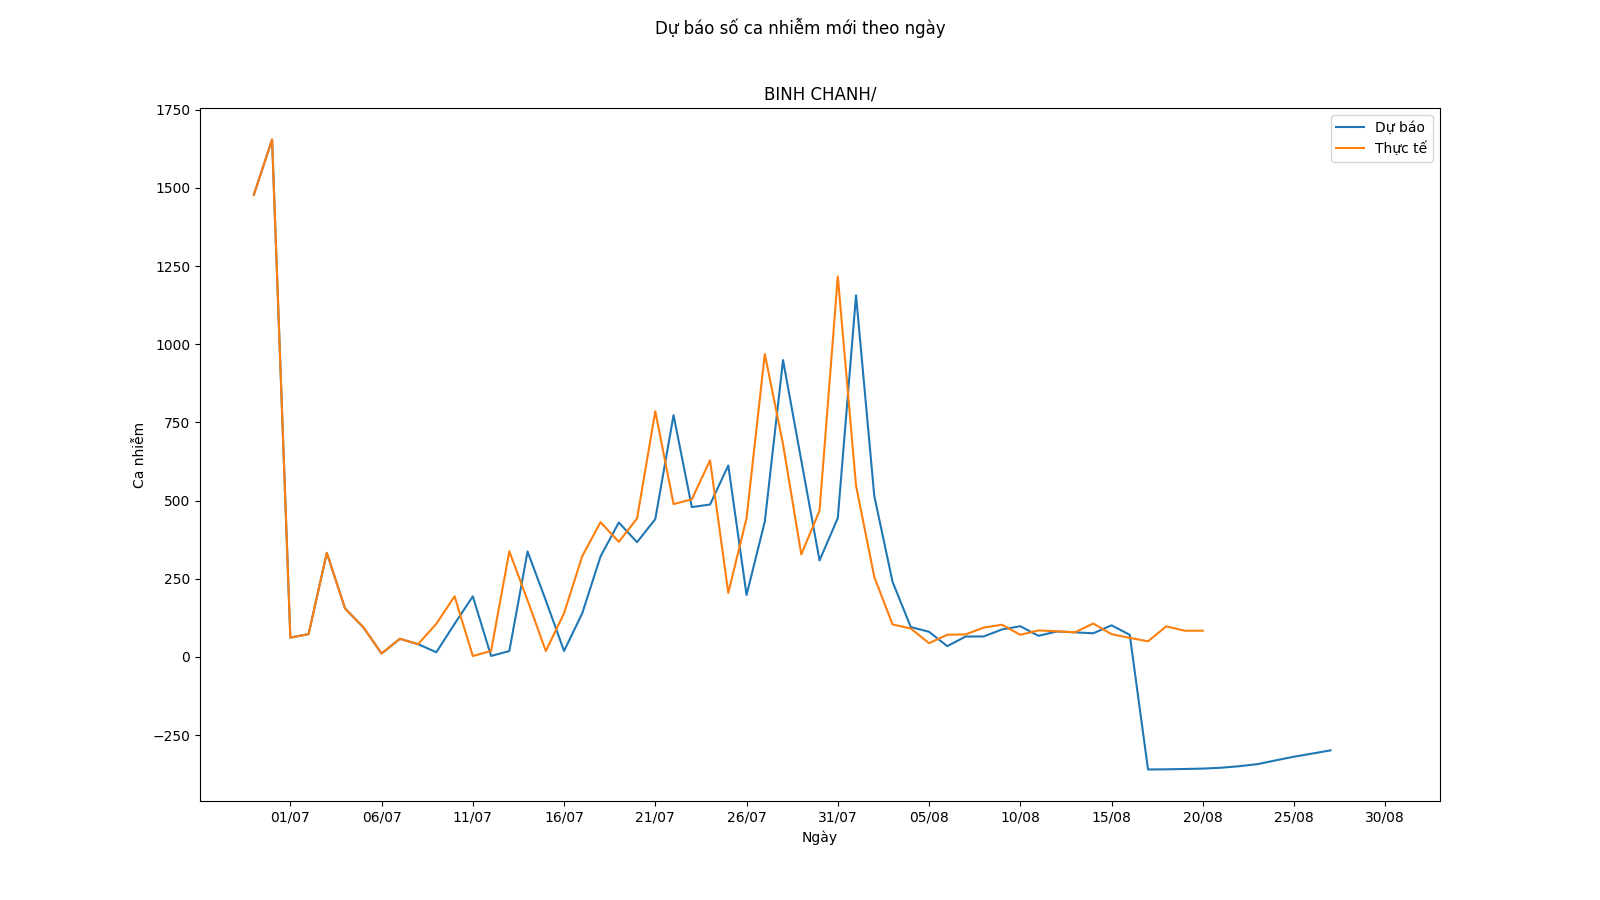 Dự báo số ca nhiễm mới theo ngày
BINH CHANH/
Dự báo
Thực tế
Ca nhiễm
1750
1500
1250
1000
750
500
250
0
−250
01/07 06/07 11/07 16/07 21/07 26/07 31/07 05/08 10/08 15/08 20/08 25/08 30/08
Ngày